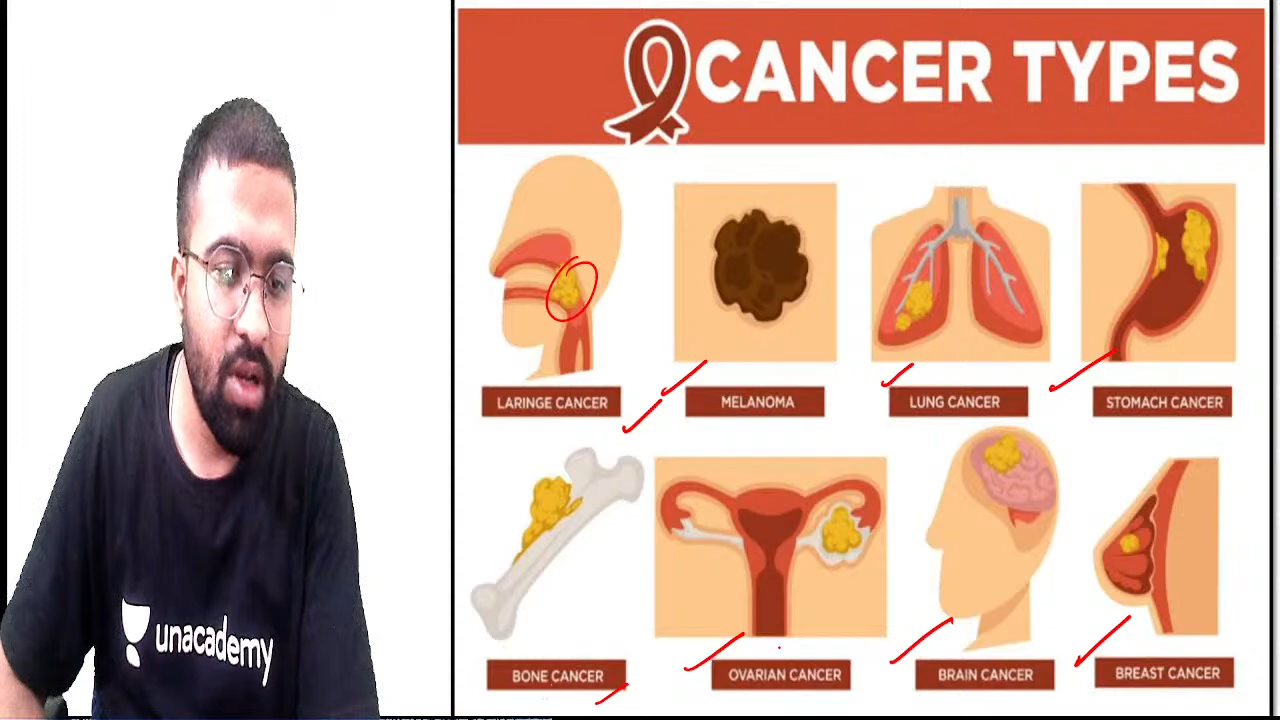 CANCER TYPES
LARINGE CANCER
MELANOMA
LUNG CANCER
STOMACH CANCER
BONE CANCER
OVARIAN CANCER
BRAIN CANCER
BREAST CANCER
unacademy